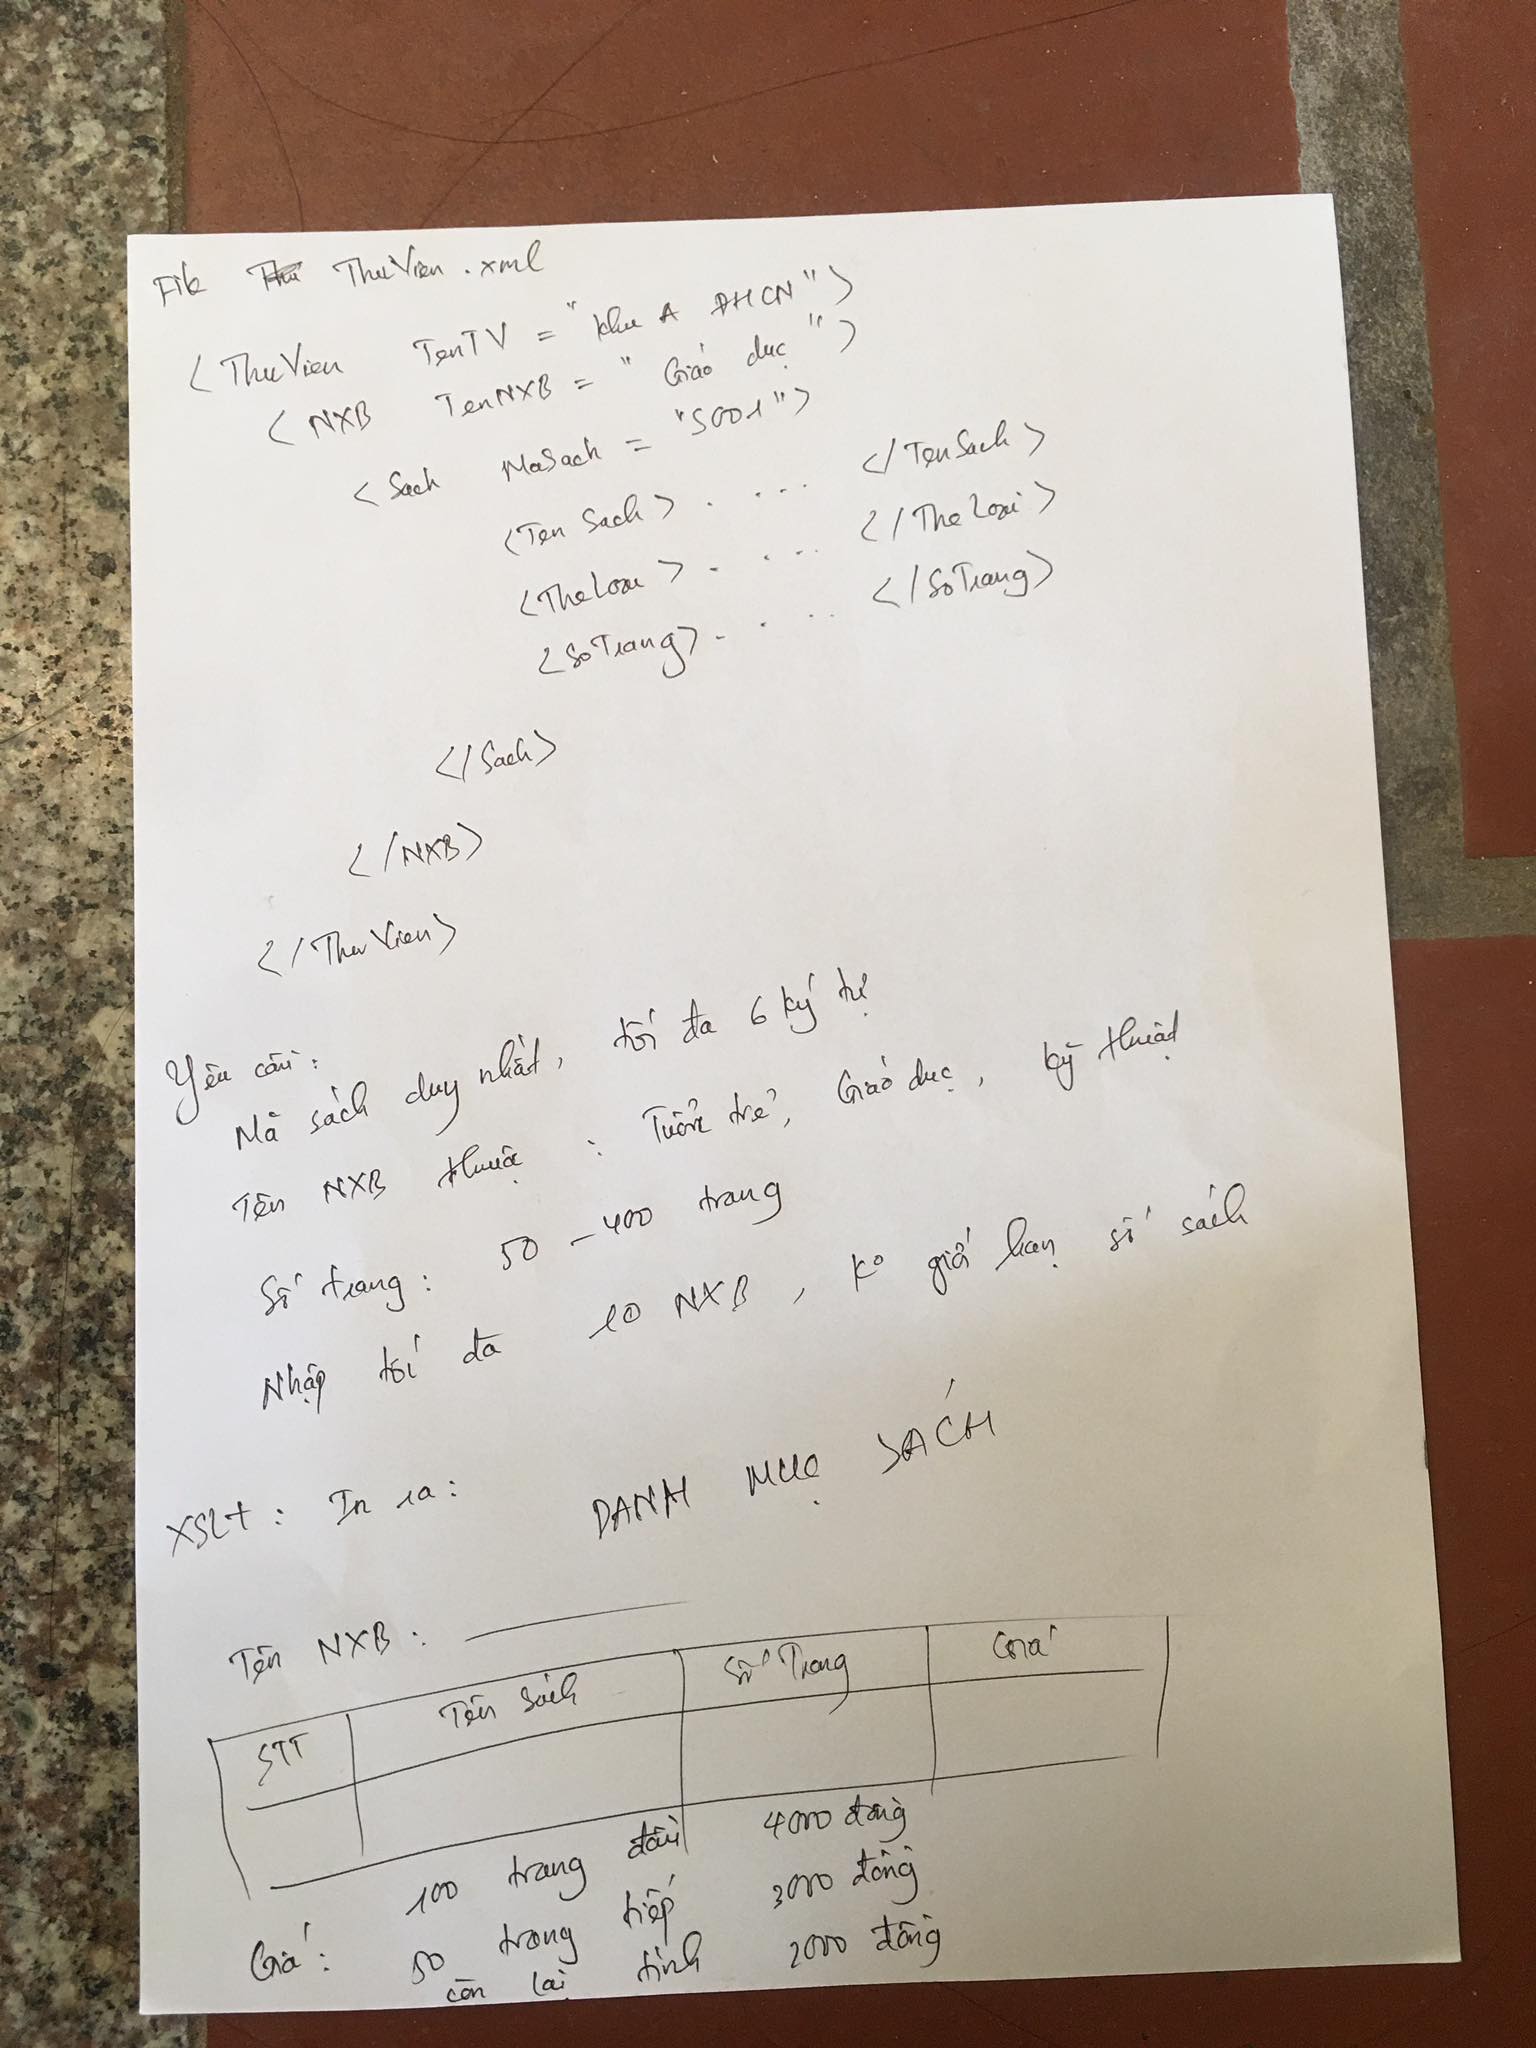 File ThuVien.xml
<ThuVien TenTV = "Khu A ĐHCN">
<NXB TenNXB = "Giáo dục">
<Sach MaSach = "S001">
<TenSach> . . . . </TenSach>
<TheLoai> . . . . </TheLoai>
<SoTrang> . . . . </SoTrang>
</Sach>
</NXB>
</ThuVien>
Yêu cầu:
Mã sách duy nhất, tối đa 6 ký tự
Tên NXB thuộc : Tuổi trẻ, Giáo dục, Kỹ thuật
Số trang: 50 - 400 trang
Nhập tối đa 10 NXB, ko giới hạn số sách
XSLT: In ra:
DANH MỤC SÁCH
Tên NXB:
STT Tên Sách Số Trang Giá
Giá: 100 trang đầu 4000 đồng
50 trang tiếp 3000 đồng
còn lại tính 2000 đồng